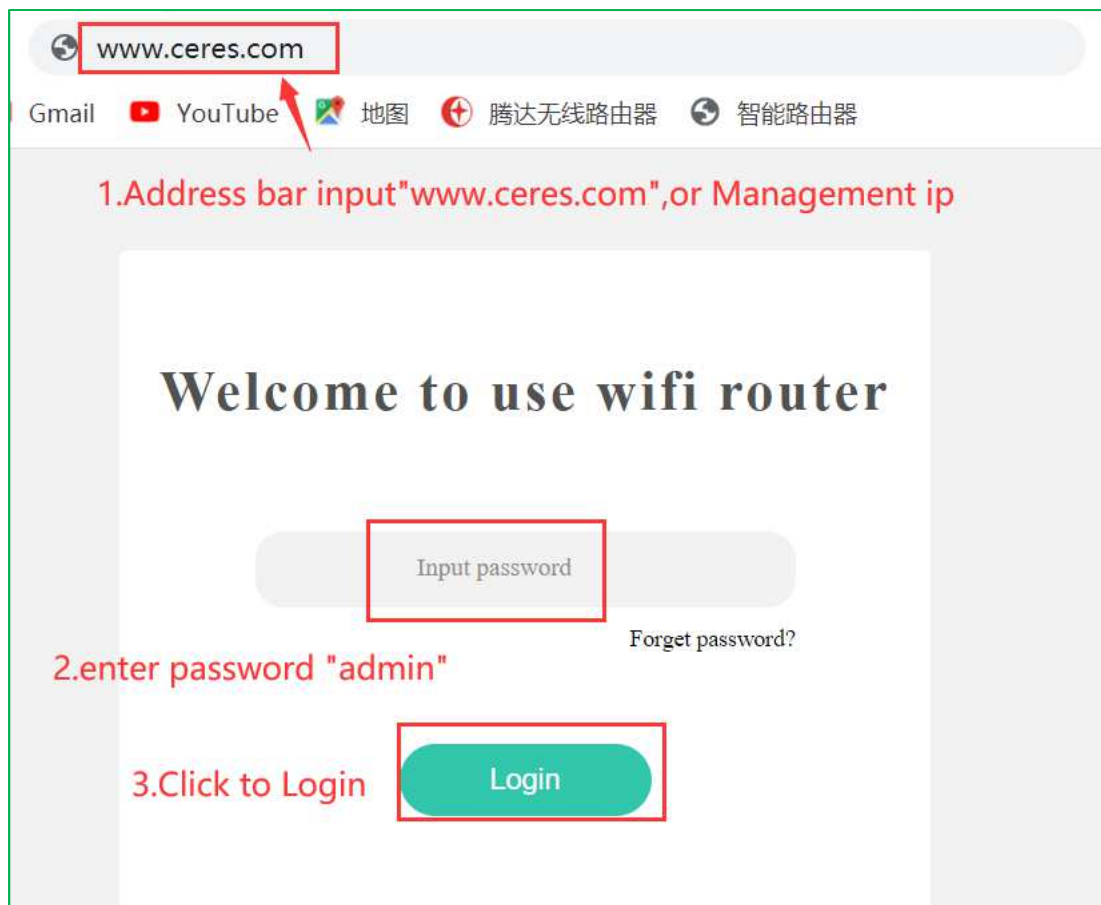 www.ceres.com
Gmail YouTube 地图 腾达无线路由器 智能路由器
1.Address bar input"www.ceres.com",or Management ip
Welcome to use wifi router
Input password
Forget password?
2.enter password "admin"
3.Click to Login
Login